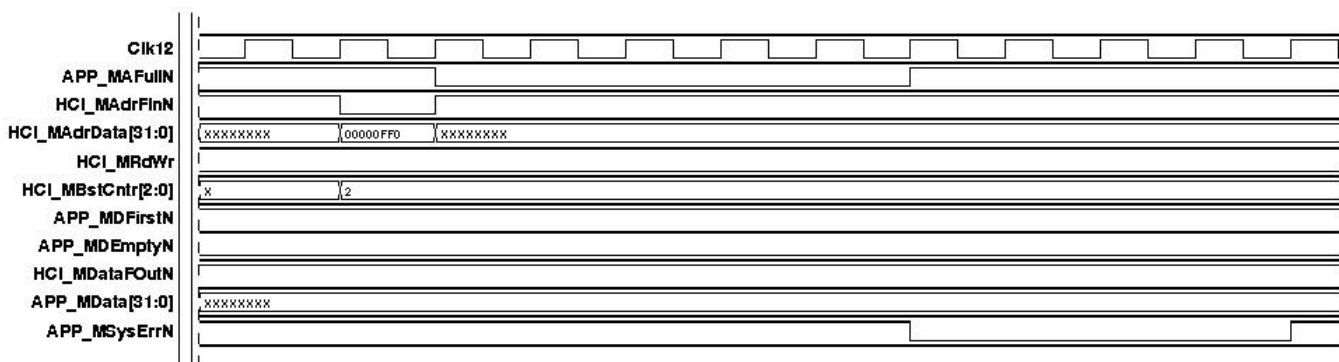 Clk12
APP_MAFullN
HCI_MAdrFInN
HCI_MAdrData[31:0] XXXXXXXX 00000FF0 XXXXXXXX
HCI_MRdWr
HCI_MBstCntr[2:0] X 2
APP_MDFirstN
APP_MDEmptyN
HCI_MDataFOutN
APP_MData[31:0] XXXXXXXX
APP_MSysErrN